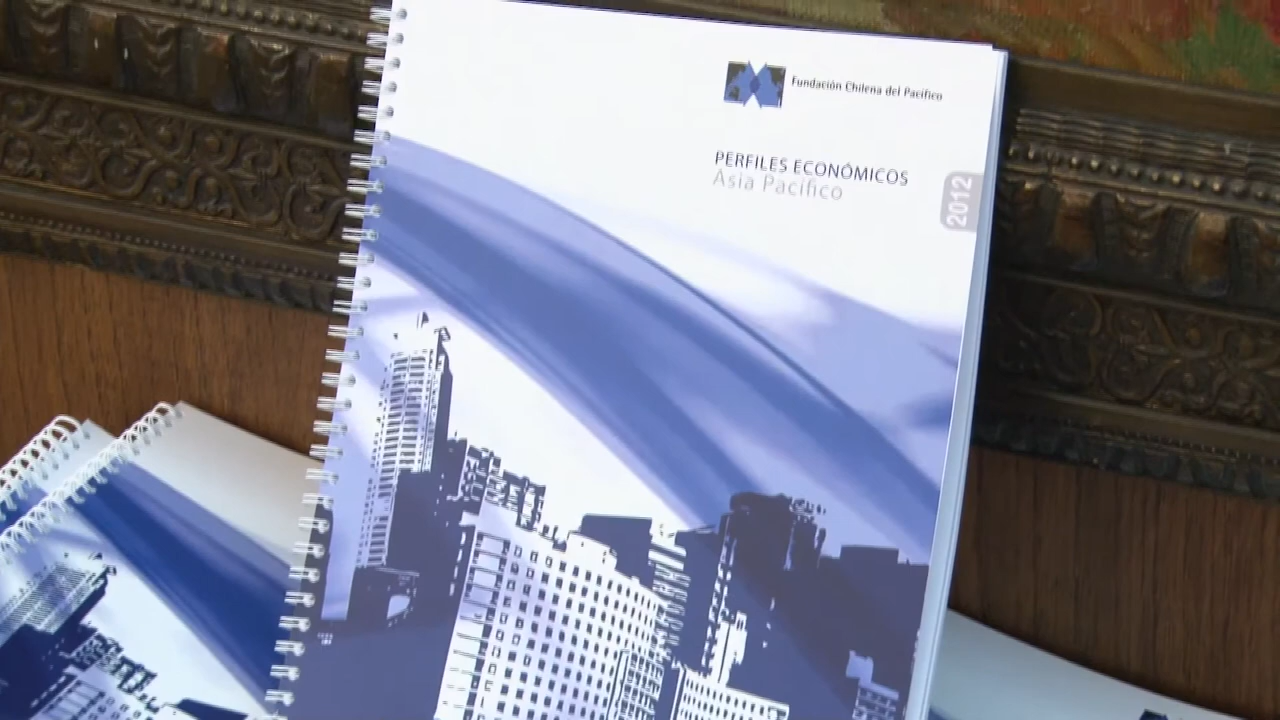 Fundación Chilena del Pacífico
PERFILES ECONÓMICOS
Asia Pacífico
2012